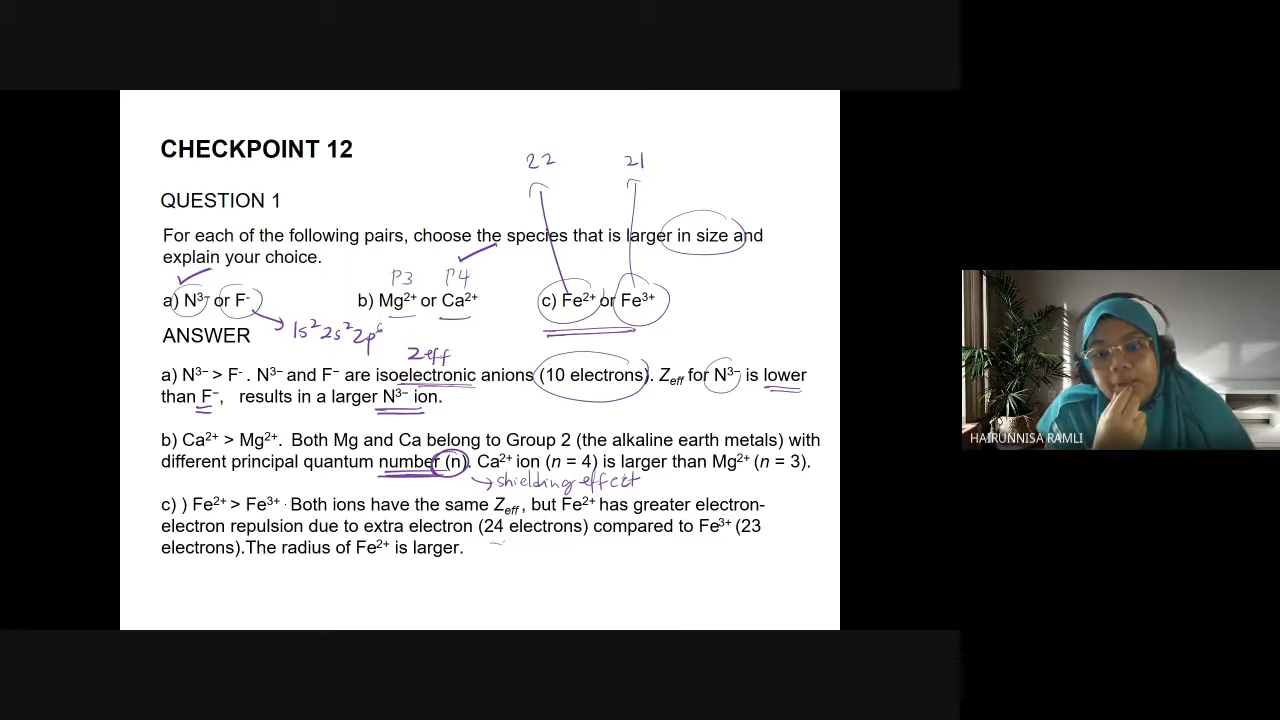 CHECKPOINT 12
22 21
QUESTION 1
For each of the following pairs, choose the species that is larger in size and
explain your choice.
P3 P4
a) N³⁻ or F⁻ b) Mg²⁺ or Ca²⁺ c) Fe²⁺ or Fe³⁺
1s² 2s² 2p⁶
ANSWER
Zeff
a) N³⁻ > F⁻. N³⁻ and F⁻ are isoelectronic anions (10 electrons). Zeff for N³⁻ is lower
than F⁻, results in a larger N³⁻ ion.
b) Ca²⁺ > Mg²⁺. Both Mg and Ca belong to Group 2 (the alkaline earth metals) with
different principal quantum number (n). Ca²⁺ ion (n = 4) is larger than Mg²⁺ (n = 3).
shielding effect
c) ) Fe²⁺ > Fe³⁺ . Both ions have the same Zeff, but Fe²⁺ has greater electron-
electron repulsion due to extra electron (24 electrons) compared to Fe³⁺ (23
electrons).The radius of Fe²⁺ is larger.
HAIRUNNISA RAMLI